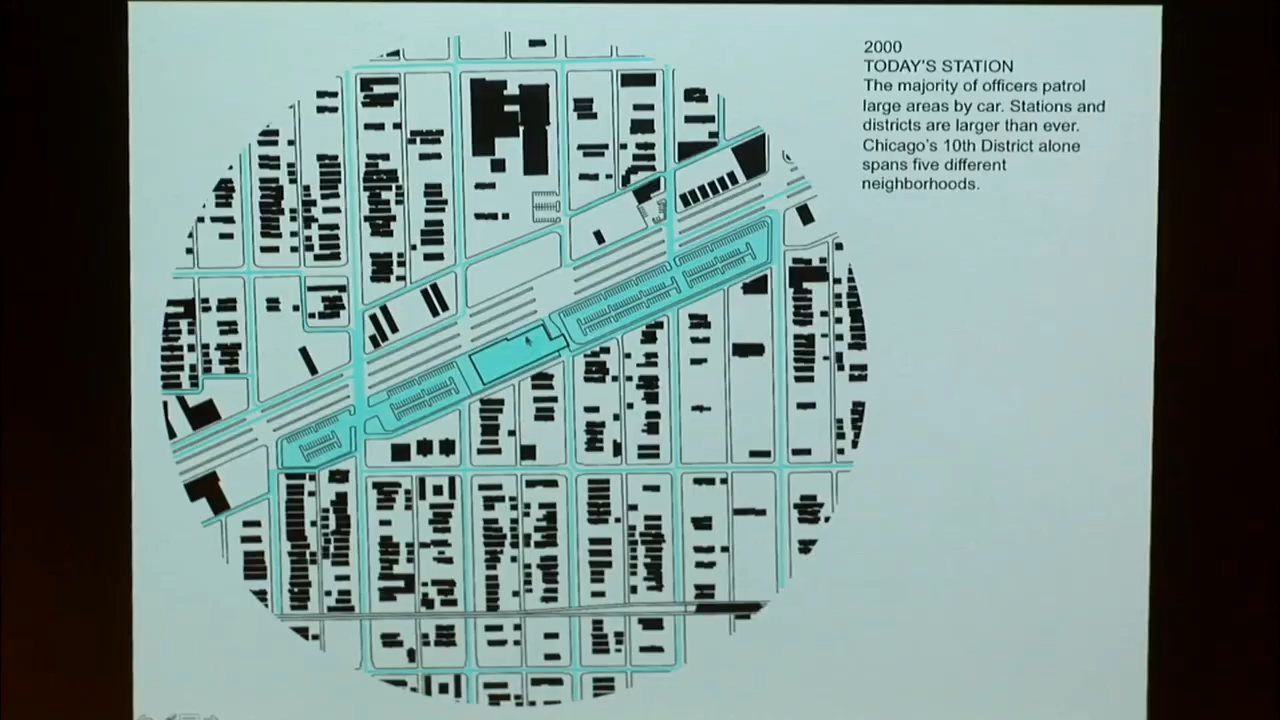 2000
TODAY'S STATION
The majority of officers patrol
large areas by car. Stations and
districts are larger than ever.
Chicago's 10th District alone
spans five different
neighborhoods.